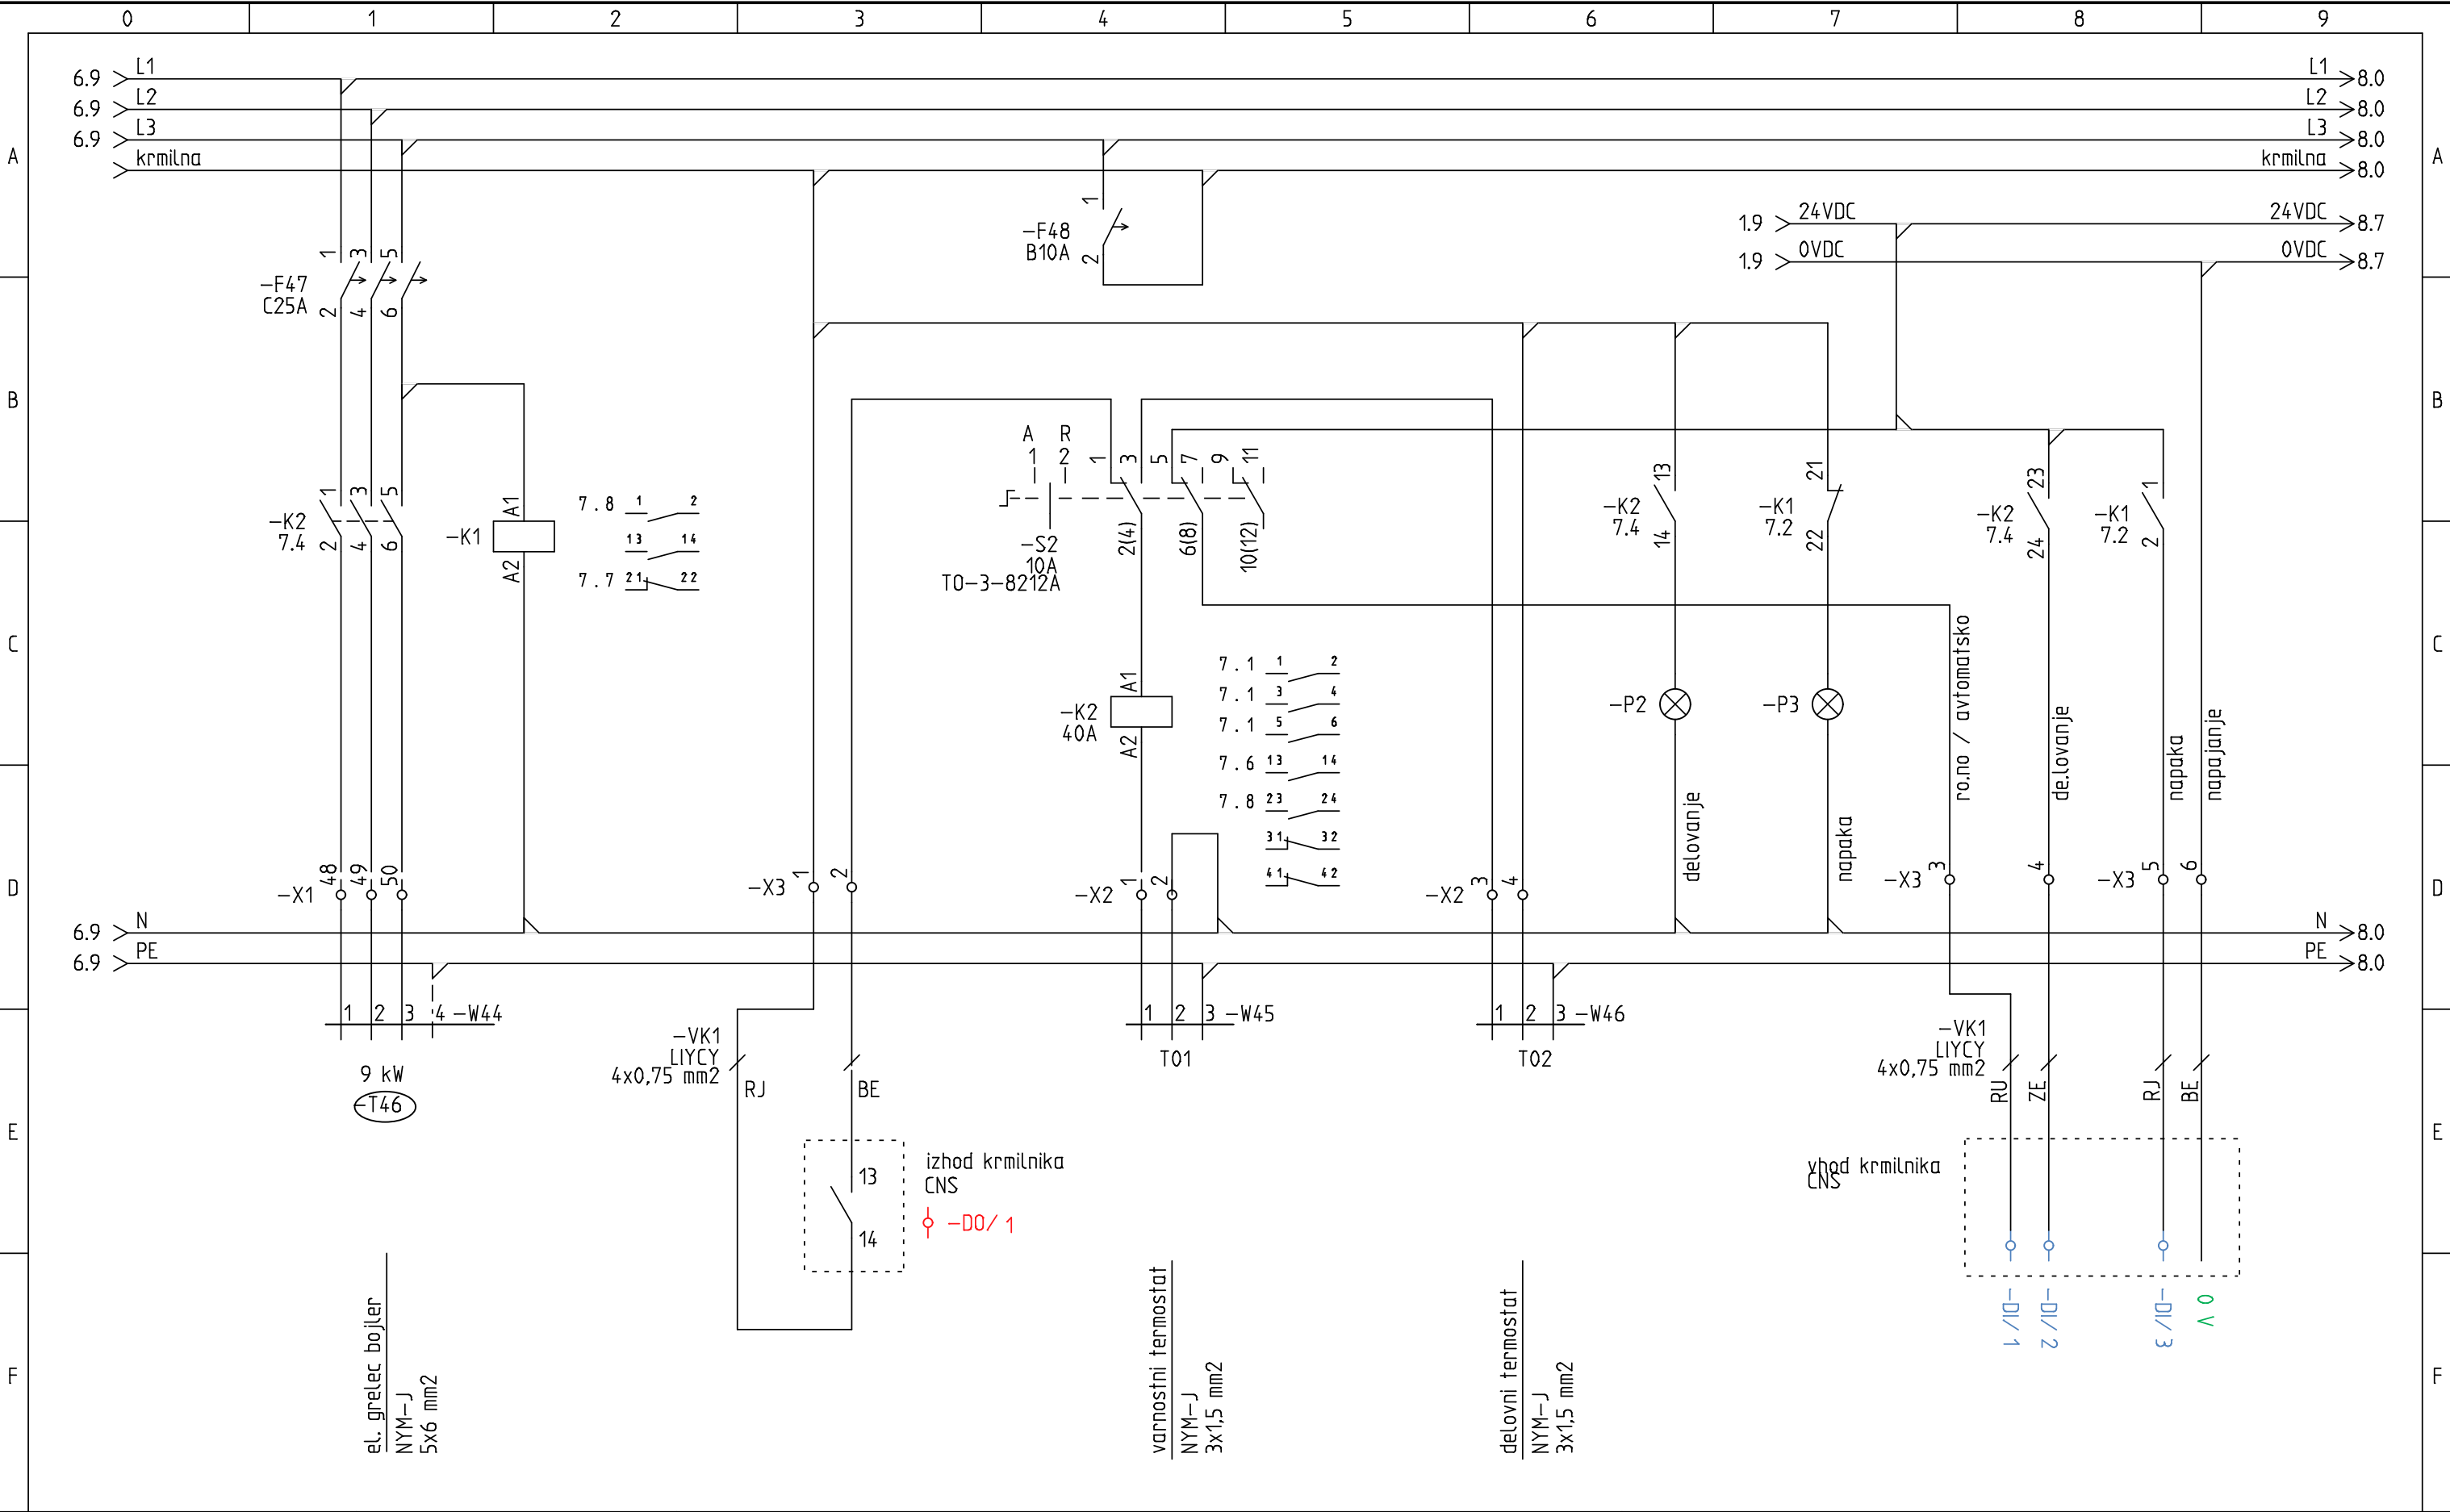 0 1 2 3 4 5 6 7 8 9
6.9 L1 L1 8.0
6.9 L2 L2 8.0
6.9 L3 L3 8.0
A krmilna krmilna 8.0 A
1.9 24VDC 24VDC 8.7
1.9 0VDC 0VDC 8.7
1
-F48
B10A
2
1 3 5
-F47
C25A
2 4 6
B B
A R
1 2
1 3 5 7 9 11
-S2
10A
TO-3-8212A
2(4) 6(8) 10(12)
1 3 5
-K2
7.4
2 4 6
A1
-K1
A2
7.8 1 2
13 14
7.7 21 22
13
-K2
7.4
14
21
-K1
7.2
22
23
-K2
7.4
24
1
-K1
7.2
2
C C
A1
-K2
40A
A2
7.1 1 2
7.1 3 4
7.1 5 6
7.6 13 14
7.8 23 24
31 32
41 42
-P2
delovanje
-P3
napaka
ro.no / avtomatsko
de.lovanje
napaka
napajanje
D D
-X1 48 49 50
-X3 1 2
-X2 1 2
-X2 3 4
-X3 3 4
-X3 5 6
6.9 N N 8.0
6.9 PE PE 8.0
1 2 3 4 -W44
1 2 3 -W45
1 2 3 -W46
9 kW
-T46
-VK1
LIYCY
4x0,75 mm2
RJ BE
T01
T02
-VK1
LIYCY
4x0,75 mm2
RU ZE RJ BE
E E
13
14
izhod krmilnika
CNS
-DO/ 1
vhod krmilnika
CNS
-DI/ 1
-DI/ 2
-DI/ 3
0 V
F F
el. grelec bojler
NYM-J
5x6 mm2
varnostni termostat
NYM-J
3x1,5 mm2
delovni termostat
NYM-J
3x1,5 mm2